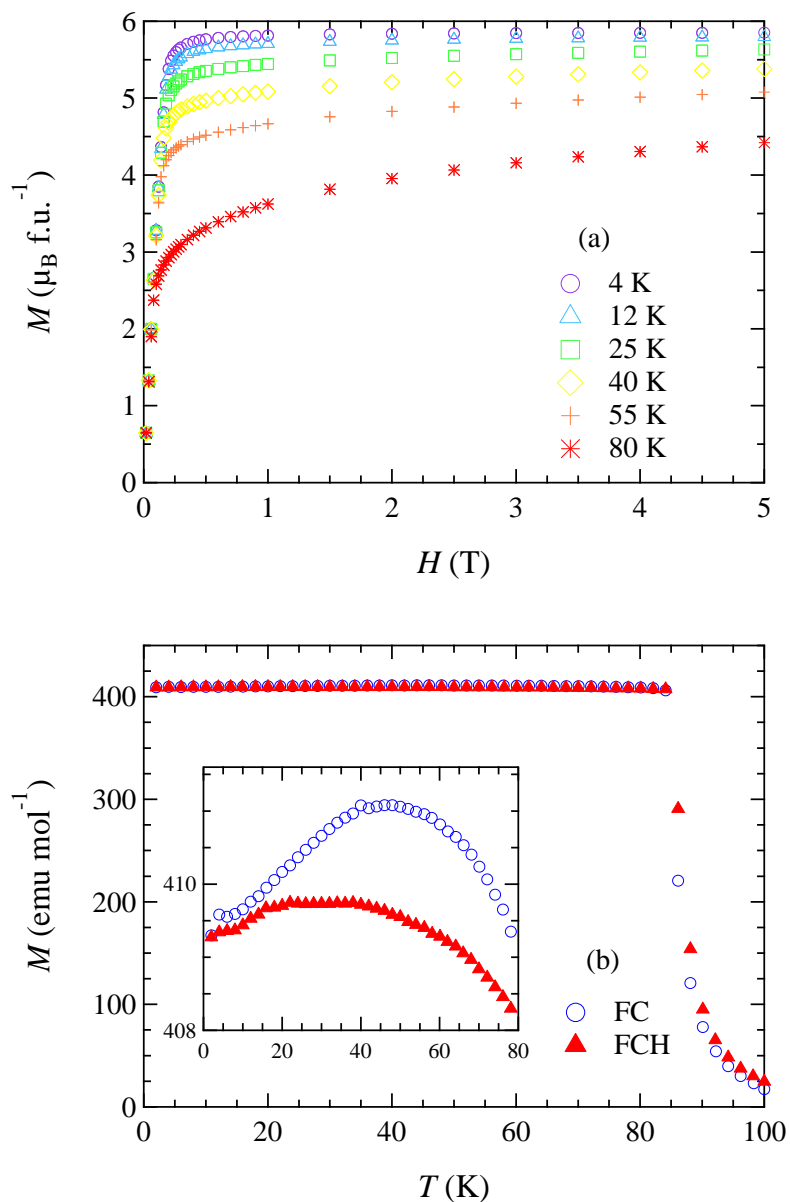 6
5
4
3
2
1
0
M (μB f.u.-1)
(a)
4 K
12 K
25 K
40 K
55 K
80 K
0 1 2 3 4 5
H (T)
400
300
200
100
0
M (emu mol-1)
410
408
0 20 40 60 80
(b)
FC
FCH
0 20 40 60 80 100
T (K)